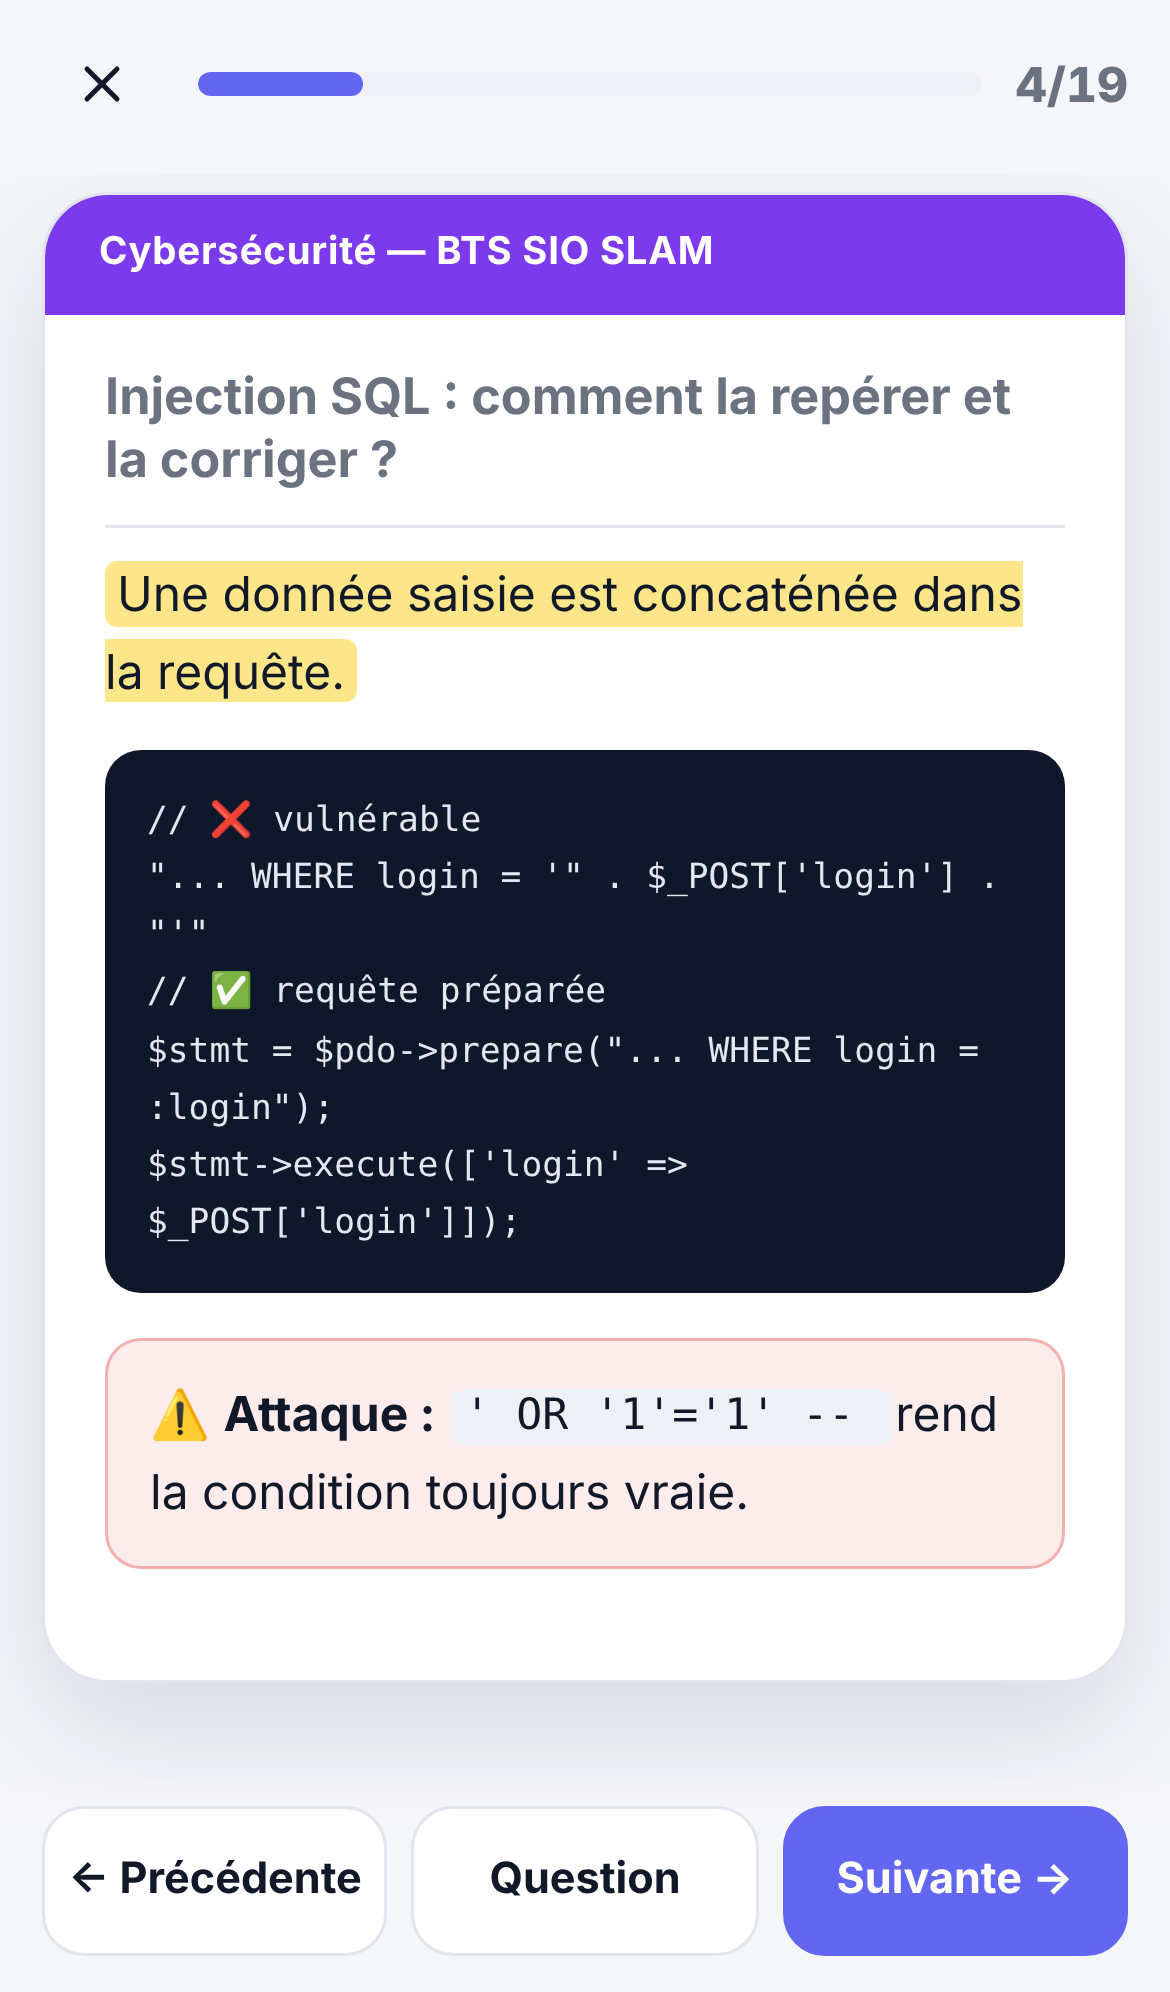 4/19
Cybersécurité — BTS SIO SLAM
Injection SQL : comment la repérer et
la corriger ?
Une donnée saisie est concaténée dans
la requête.
// ❌ vulnérable
"... WHERE login = '" . $_POST['login'] .
"'"
// ✅ requête préparée
$stmt = $pdo->prepare("... WHERE login =
:login");
$stmt->execute(['login' =>
$_POST['login']]);
⚠️ Attaque : ' OR '1'='1' -- rend
la condition toujours vraie.
← Précédente
Question
Suivante →